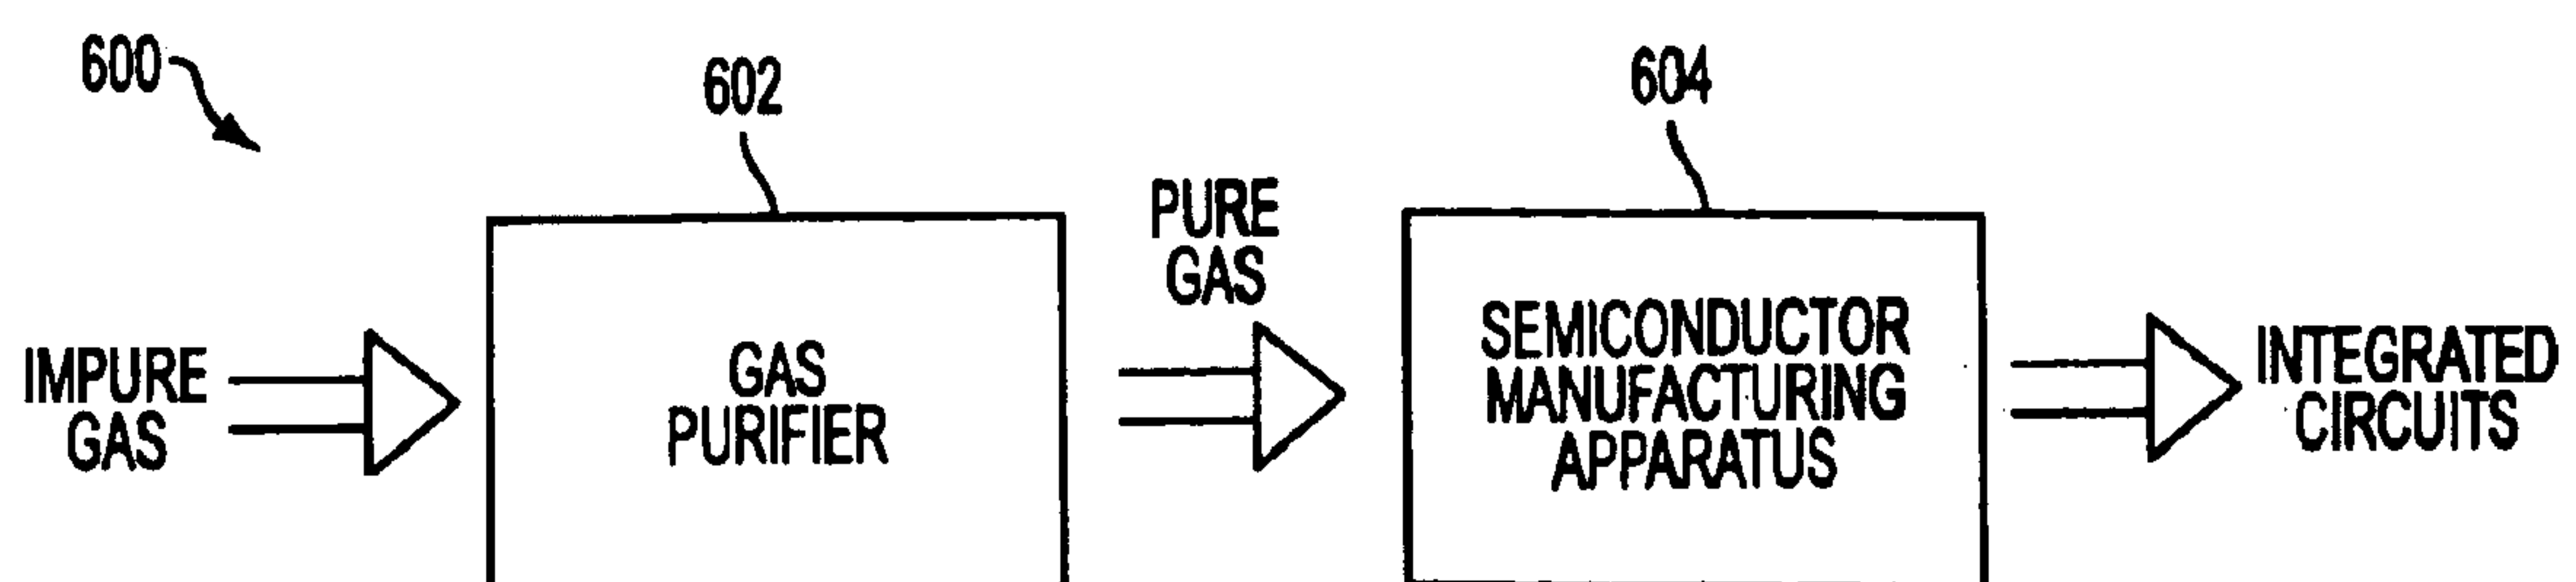 600
602
604
IMPURE
GAS
GAS
PURIFIER
PURE
GAS
SEMICONDUCTOR
MANUFACTURING
APPARATUS
INTEGRATED
CIRCUITS